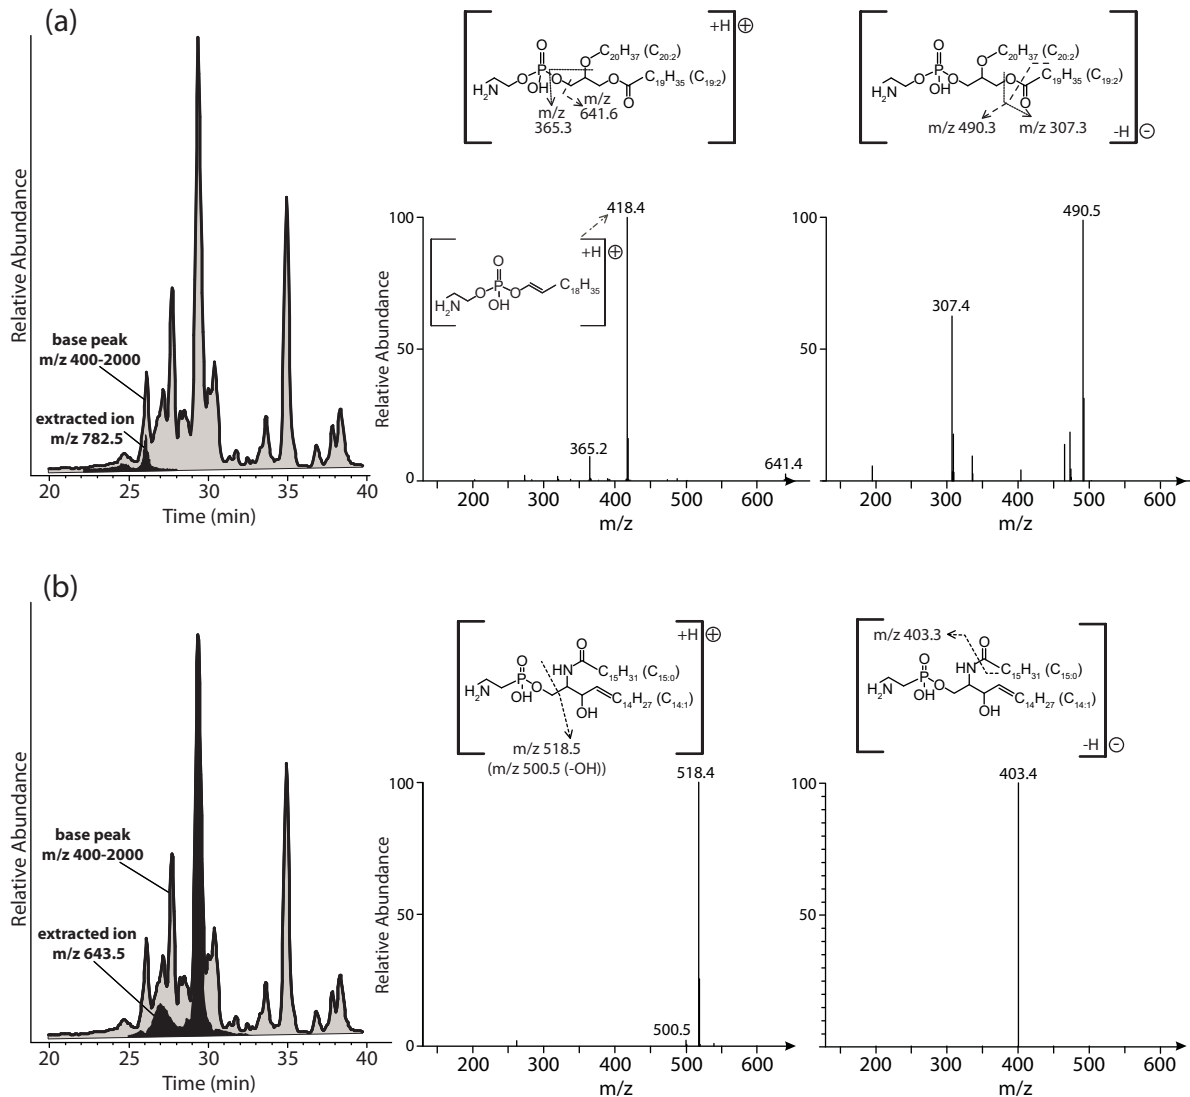 (a)
Relative Abundance
base peak
m/z 400-2000
extracted ion
m/z 782.5
20 25 30 35 40
Time (min)
+H ⊕
O
O C20H37 (C20:2)
H2N O P O O C19H35 (C19:2)
OH O
m/z 365.3
m/z 641.6
O
O C20H37 (C20:2)
H2N O P O O C19H35 (C19:2)
OH O
m/z 490.3 m/z 307.3
-H ⊖
Relative Abundance
100
50
0
418.4
+H ⊕
O
H2N O P O C18H35
OH
365.2
641.4
200 300 400 500 600
m/z
100
50
490.5
307.4
200 300 400 500 600
m/z
(b)
Relative Abundance
base peak
m/z 400-2000
extracted ion
m/z 643.5
20 25 30 35 40
Time (min)
+H ⊕
O
O HN C15H31 (C15:0)
H2N P O C14H27 (C14:1)
OH OH
m/z 518.5
(m/z 500.5 (-OH))
m/z 403.3
O
O HN C15H31 (C15:0)
H2N P O C14H27 (C14:1)
OH OH
-H ⊖
Relative Abundance
100
50
0
518.4
500.5
200 300 400 500 600
m/z
100
50
403.4
200 300 400 500 600
m/z